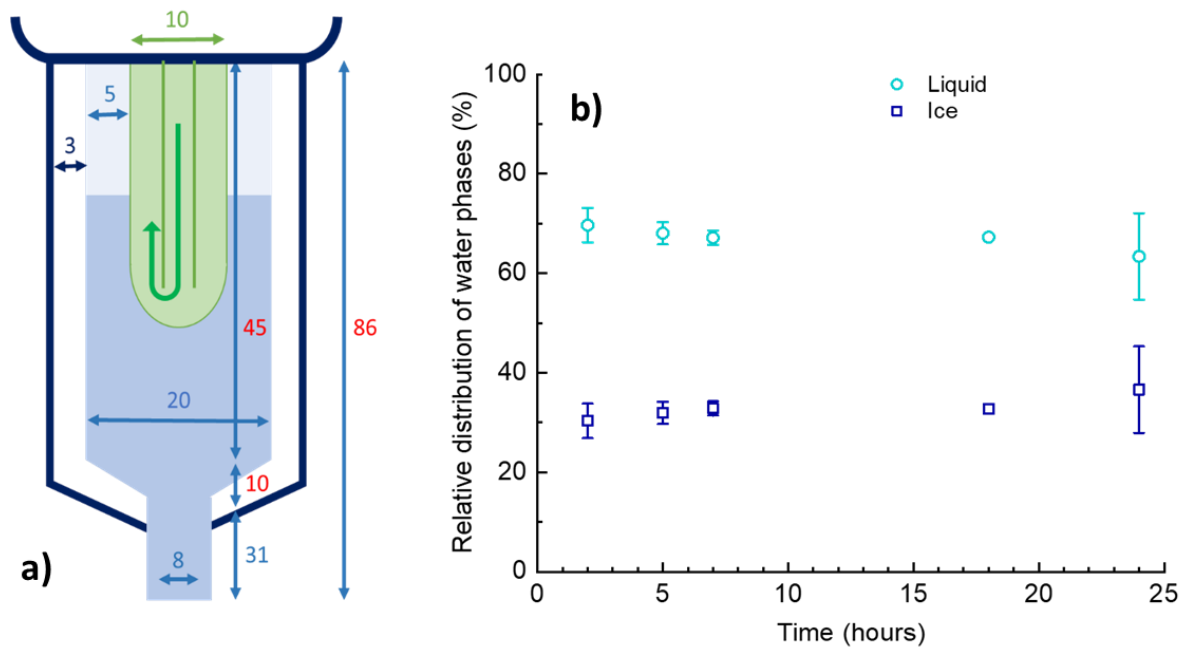 10
5
3
45
86
20
10
8
31
a)
b)
Liquid
Ice
Relative distribution of water phases (%)
100
80
60
40
20
0
0 5 10 15 20 25
Time (hours)